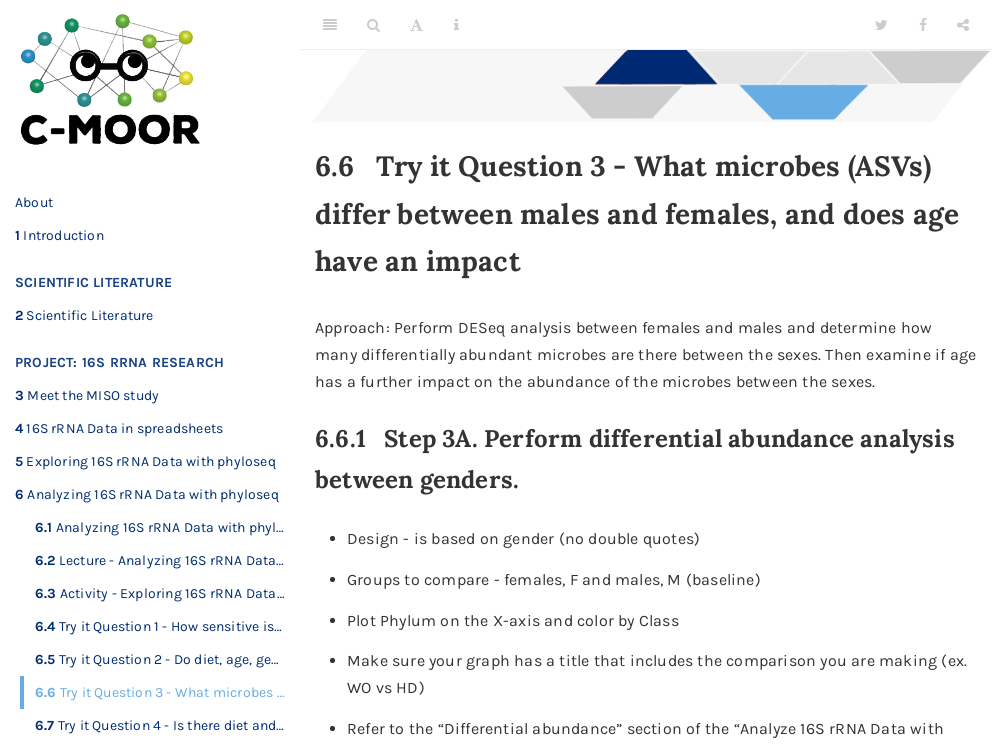 C-MOOR
About
1 Introduction
SCIENTIFIC LITERATURE
2 Scientific Literature
PROJECT: 16S RRNA RESEARCH
3 Meet the MISO study
4 16S rRNA Data in spreadsheets
5 Exploring 16S rRNA Data with phyloseq
6 Analyzing 16S rRNA Data with phyloseq
6.1 Analyzing 16S rRNA Data with phyl…
6.2 Lecture - Analyzing 16S rRNA Data…
6.3 Activity - Exploring 16S rRNA Data…
6.4 Try it Question 1 - How sensitive is…
6.5 Try it Question 2 - Do diet, age, ge…
6.6 Try it Question 3 - What microbes …
6.7 Try it Question 4 - Is there diet and…
6.6 Try it Question 3 - What microbes (ASVs)
differ between males and females, and does age
have an impact
Approach: Perform DESeq analysis between females and males and determine how
many differentially abundant microbes are there between the sexes. Then examine if age
has a further impact on the abundance of the microbes between the sexes.
6.6.1 Step 3A. Perform differential abundance analysis
between genders.
• Design - is based on gender (no double quotes)
• Groups to compare - females, F and males, M (baseline)
• Plot Phylum on the X-axis and color by Class
• Make sure your graph has a title that includes the comparison you are making (ex.
WO vs HD)
• Refer to the “Differential abundance” section of the “Analyze 16S rRNA Data with